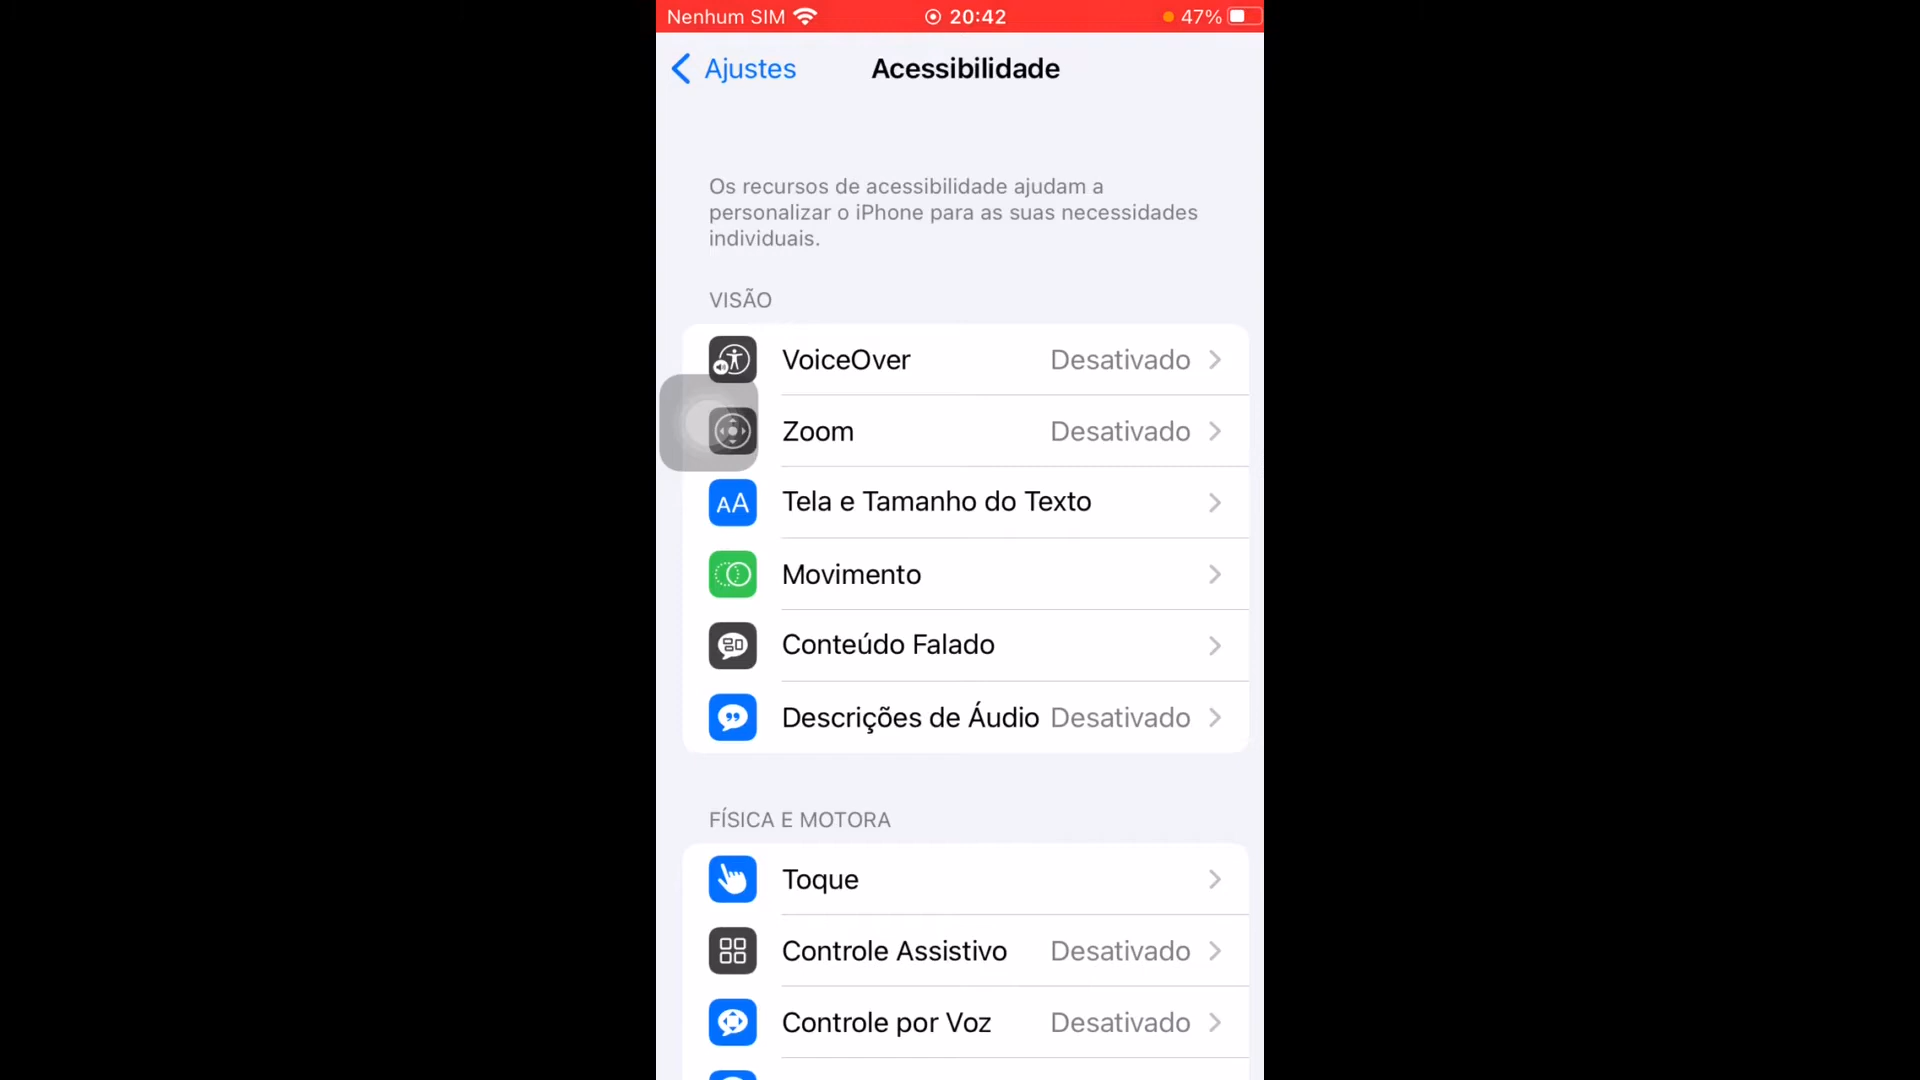 Nenhum SIM 20:42 47%
Ajustes Acessibilidade
Os recursos de acessibilidade ajudam a
personalizar o iPhone para as suas necessidades
individuais.
VISÃO
VoiceOver Desativado
Zoom Desativado
AA Tela e Tamanho do Texto
Movimento
Conteúdo Falado
Descrições de Áudio Desativado
FÍSICA E MOTORA
Toque
Controle Assistivo Desativado
Controle por Voz Desativado